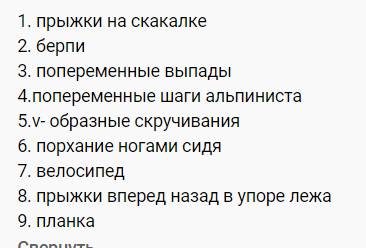 1. прыжки на скакалке
2. берпи
3. попеременные выпады
4.попеременные шаги альпиниста
5.v- образные скручивания
6. порхание ногами сидя
7. велосипед
8. прыжки вперед назад в упоре лежа
9. планка
Свернуть